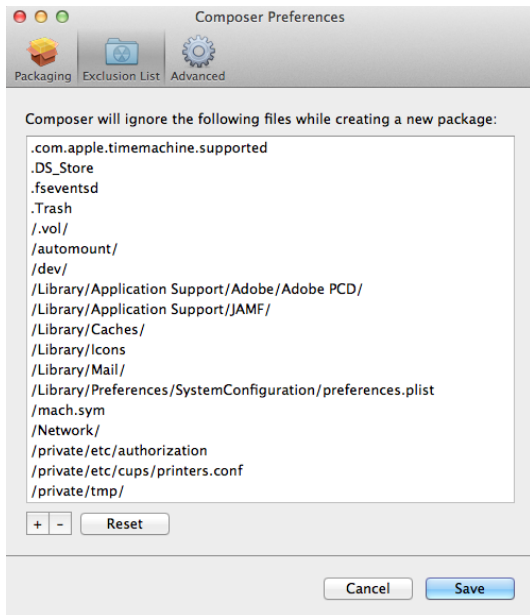 Composer Preferences
Packaging Exclusion List Advanced
Composer will ignore the following files while creating a new package:
.com.apple.timemachine.supported
.DS_Store
.fseventsd
.Trash
/.vol/
/automount/
/dev/
/Library/Application Support/Adobe/Adobe PCD/
/Library/Application Support/JAMF/
/Library/Caches/
/Library/Icons
/Library/Mail/
/Library/Preferences/SystemConfiguration/preferences.plist
/mach.sym
/Network/
/private/etc/authorization
/private/etc/cups/printers.conf
/private/tmp/
+ - Reset
Cancel Save